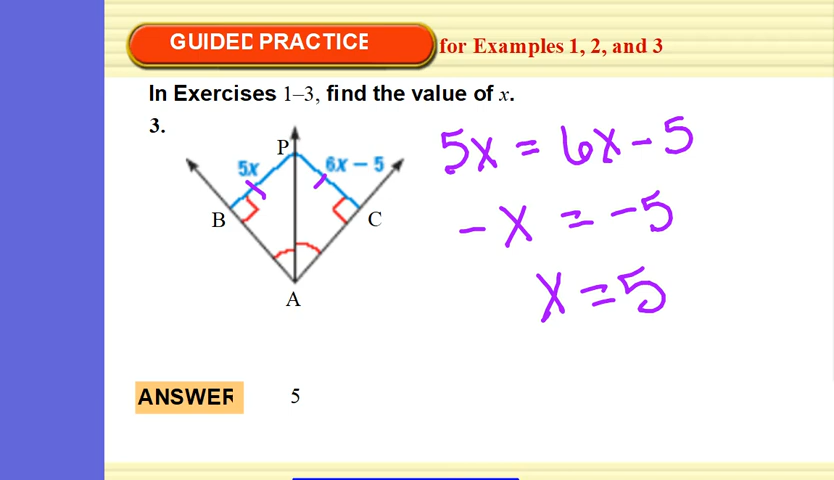 GUIDED PRACTICE
for Examples 1, 2, and 3
In Exercises 1–3, find the value of x.
3.
P
5x
6x – 5
B
C
A
5x = 6x - 5
-x = -5
x = 5
ANSWER
5